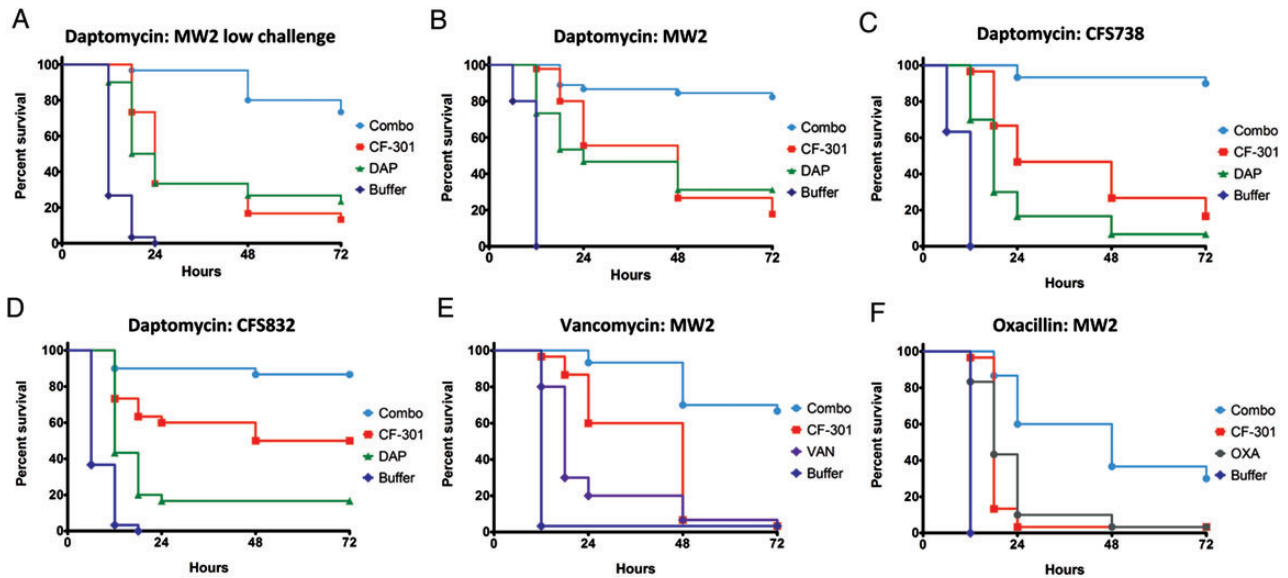 A
Daptomycin: MW2 low challenge
Percent survival
100
80
60
40
20
0
0 24 48 72
Hours
Combo
CF-301
DAP
Buffer
B
Daptomycin: MW2
Percent survival
100
80
60
40
20
0
0 24 48 72
Hours
Combo
CF-301
DAP
Buffer
C
Daptomycin: CFS738
Percent survival
100
80
60
40
20
0
0 24 48 72
Hours
Combo
CF-301
DAP
Buffer
D
Daptomycin: CFS832
Percent survival
100
80
60
40
20
0
0 24 48 72
Hours
Combo
CF-301
DAP
Buffer
E
Vancomycin: MW2
Percent survival
100
80
60
40
20
0
0 24 48 72
Hours
Combo
CF-301
VAN
Buffer
F
Oxacillin: MW2
Percent survival
100
80
60
40
20
0
0 24 48 72
Hours
Combo
CF-301
OXA
Buffer